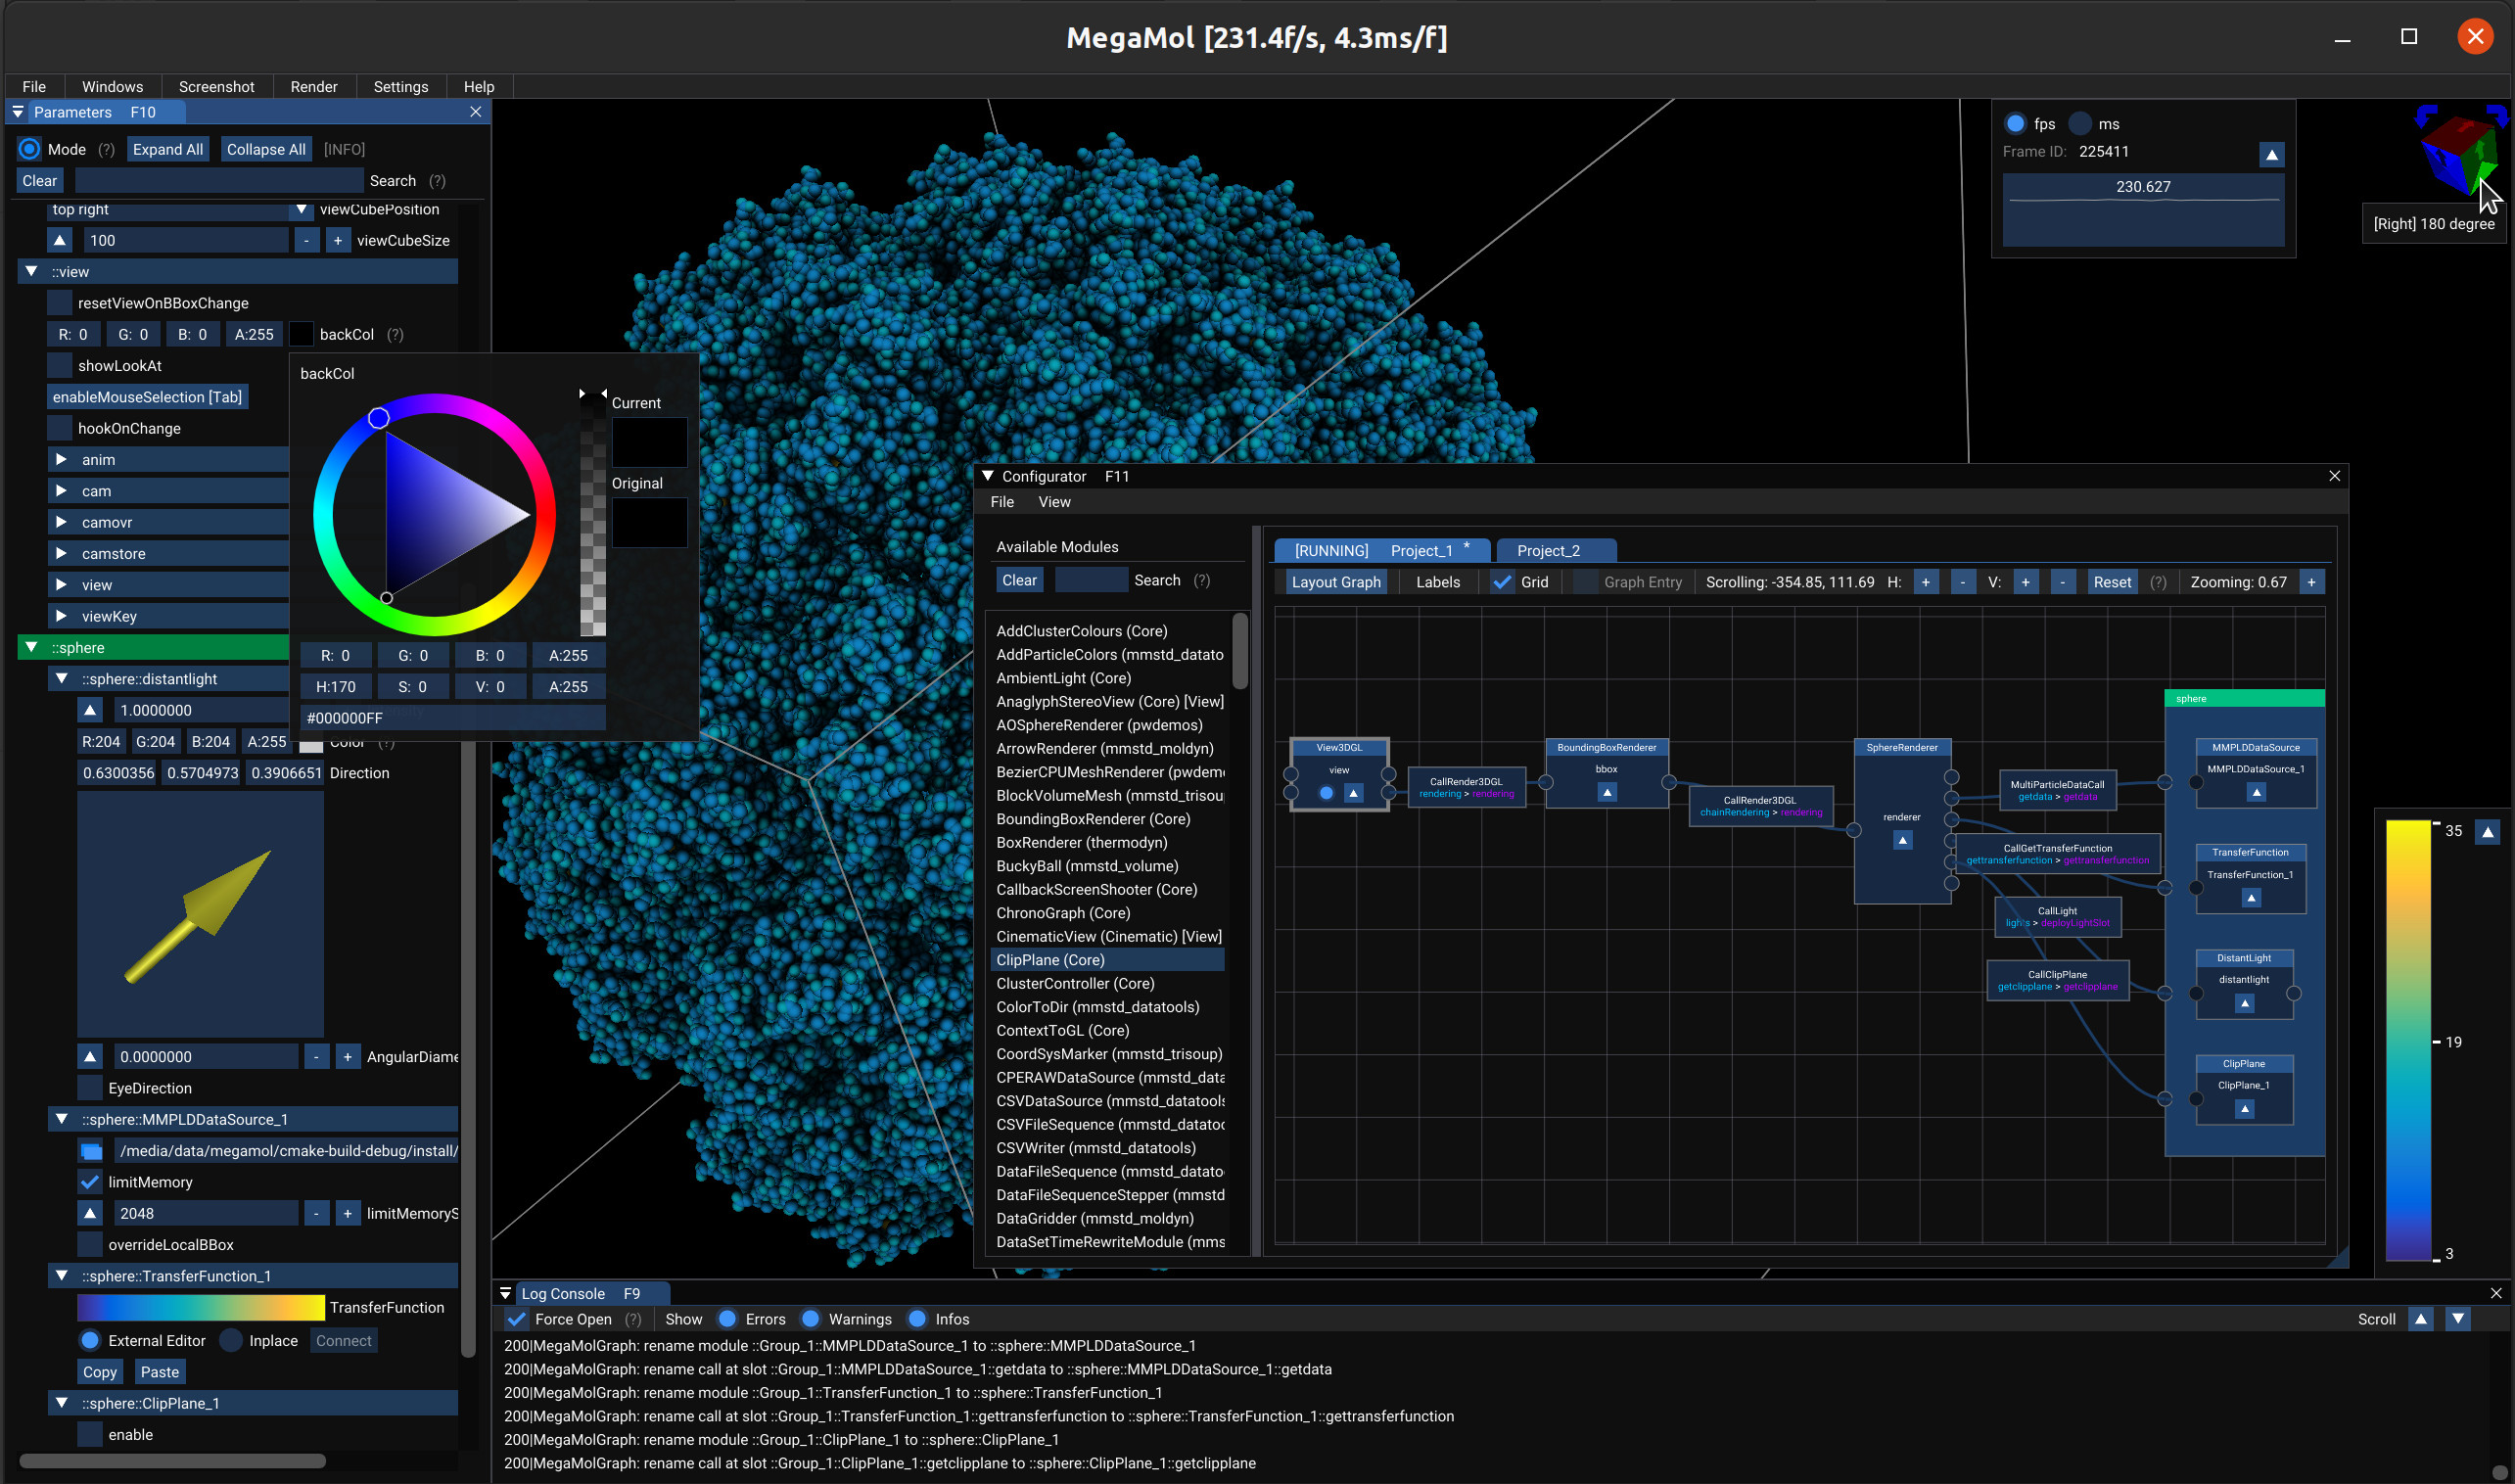 MegaMol [231.4f/s, 4.3ms/f]
File Windows Screenshot Render Settings Help
Parameters F10
Mode (?) Expand All Collapse All [INFO]
Clear Search (?)
top right viewCubePosition
100 - + viewCubeSize
::view
resetViewOnBBoxChange
R: 0 G: 0 B: 0 A:255 backCol (?)
showLookAt
enableMouseSelection [Tab]
hookOnChange
anim
cam
camovr
camstore
view
viewKey
::sphere
::sphere::distantlight
1.0000000
R:204 G:204 B:204 A:255 Color (?)
0.6300356 0.5704973 0.3906651 Direction
0.0000000 - + AngularDiame
EyeDirection
::sphere::MMPLDDataSource_1
/media/data/megamol/cmake-build-debug/install/
limitMemory
2048 - + limitMemoryS
overrideLocalBBox
::sphere::TransferFunction_1
TransferFunction
External Editor Inplace Connect
Copy Paste
::sphere::ClipPlane_1
enable
backCol
Current
Original
R: 0 G: 0 B: 0 A:255
H:170 S: 0 V: 0 A:255
#000000FF
fps ms
Frame ID: 225411
230.627
[Right] 180 degree
Configurator F11
File View
Available Modules
Clear Search (?)
AddClusterColours (Core)
AddParticleColors (mmstd_datato
AmbientLight (Core)
AnaglyphStereoView (Core) [View]
AOSphereRenderer (pwdemos)
ArrowRenderer (mmstd_moldyn)
BezierCPUMeshRenderer (pwdem
BlockVolumeMesh (mmstd_trisou
BoundingBoxRenderer (Core)
BoxRenderer (thermodyn)
BuckyBall (mmstd_volume)
CallbackScreenShooter (Core)
ChronoGraph (Core)
CinematicView (Cinematic) [View]
ClipPlane (Core)
ClusterController (Core)
ColorToDir (mmstd_datatools)
ContextToGL (Core)
CoordSysMarker (mmstd_trisoup)
CPERAWDataSource (mmstd_data
CSVDataSource (mmstd_datatools
CSVFileSequence (mmstd_datatoo
CSVWriter (mmstd_datatools)
DataFileSequence (mmstd_datato
DataFileSequenceStepper (mmstd
DataGridder (mmstd_moldyn)
DataSetTimeRewriteModule (mms
[RUNNING] Project_1 * Project_2
Layout Graph Labels Grid Graph Entry Scrolling: -354.85, 111.69 H: + - V: + - Reset (?) Zooming: 0.67 +
View3DGL
view
CallRender3DGL
rendering > rendering
BoundingBoxRenderer
bbox
CallRender3DGL
chainRendering > rendering
SphereRenderer
renderer
MultiParticleDataCall
getdata > getdata
CallGetTransferFunction
gettransferfunction > gettransferfunction
CallLight
lights > deployLightSlot
CallClipPlane
getclipplane > getclipplane
sphere
MMPLDDataSource
MMPLDDataSource_1
TransferFunction
TransferFunction_1
DistantLight
distantlight
ClipPlane
ClipPlane_1
35
19
3
Log Console F9
Force Open (?) Show Errors Warnings Infos Scroll
200|MegaMolGraph: rename module ::Group_1::MMPLDDataSource_1 to ::sphere::MMPLDDataSource_1
200|MegaMolGraph: rename call at slot ::Group_1::MMPLDDataSource_1::getdata to ::sphere::MMPLDDataSource_1::getdata
200|MegaMolGraph: rename module ::Group_1::TransferFunction_1 to ::sphere::TransferFunction_1
200|MegaMolGraph: rename call at slot ::Group_1::TransferFunction_1::gettransferfunction to ::sphere::TransferFunction_1::gettransferfunction
200|MegaMolGraph: rename module ::Group_1::ClipPlane_1 to ::sphere::ClipPlane_1
200|MegaMolGraph: rename call at slot ::Group_1::ClipPlane_1::getclipplane to ::sphere::ClipPlane_1::getclipplane